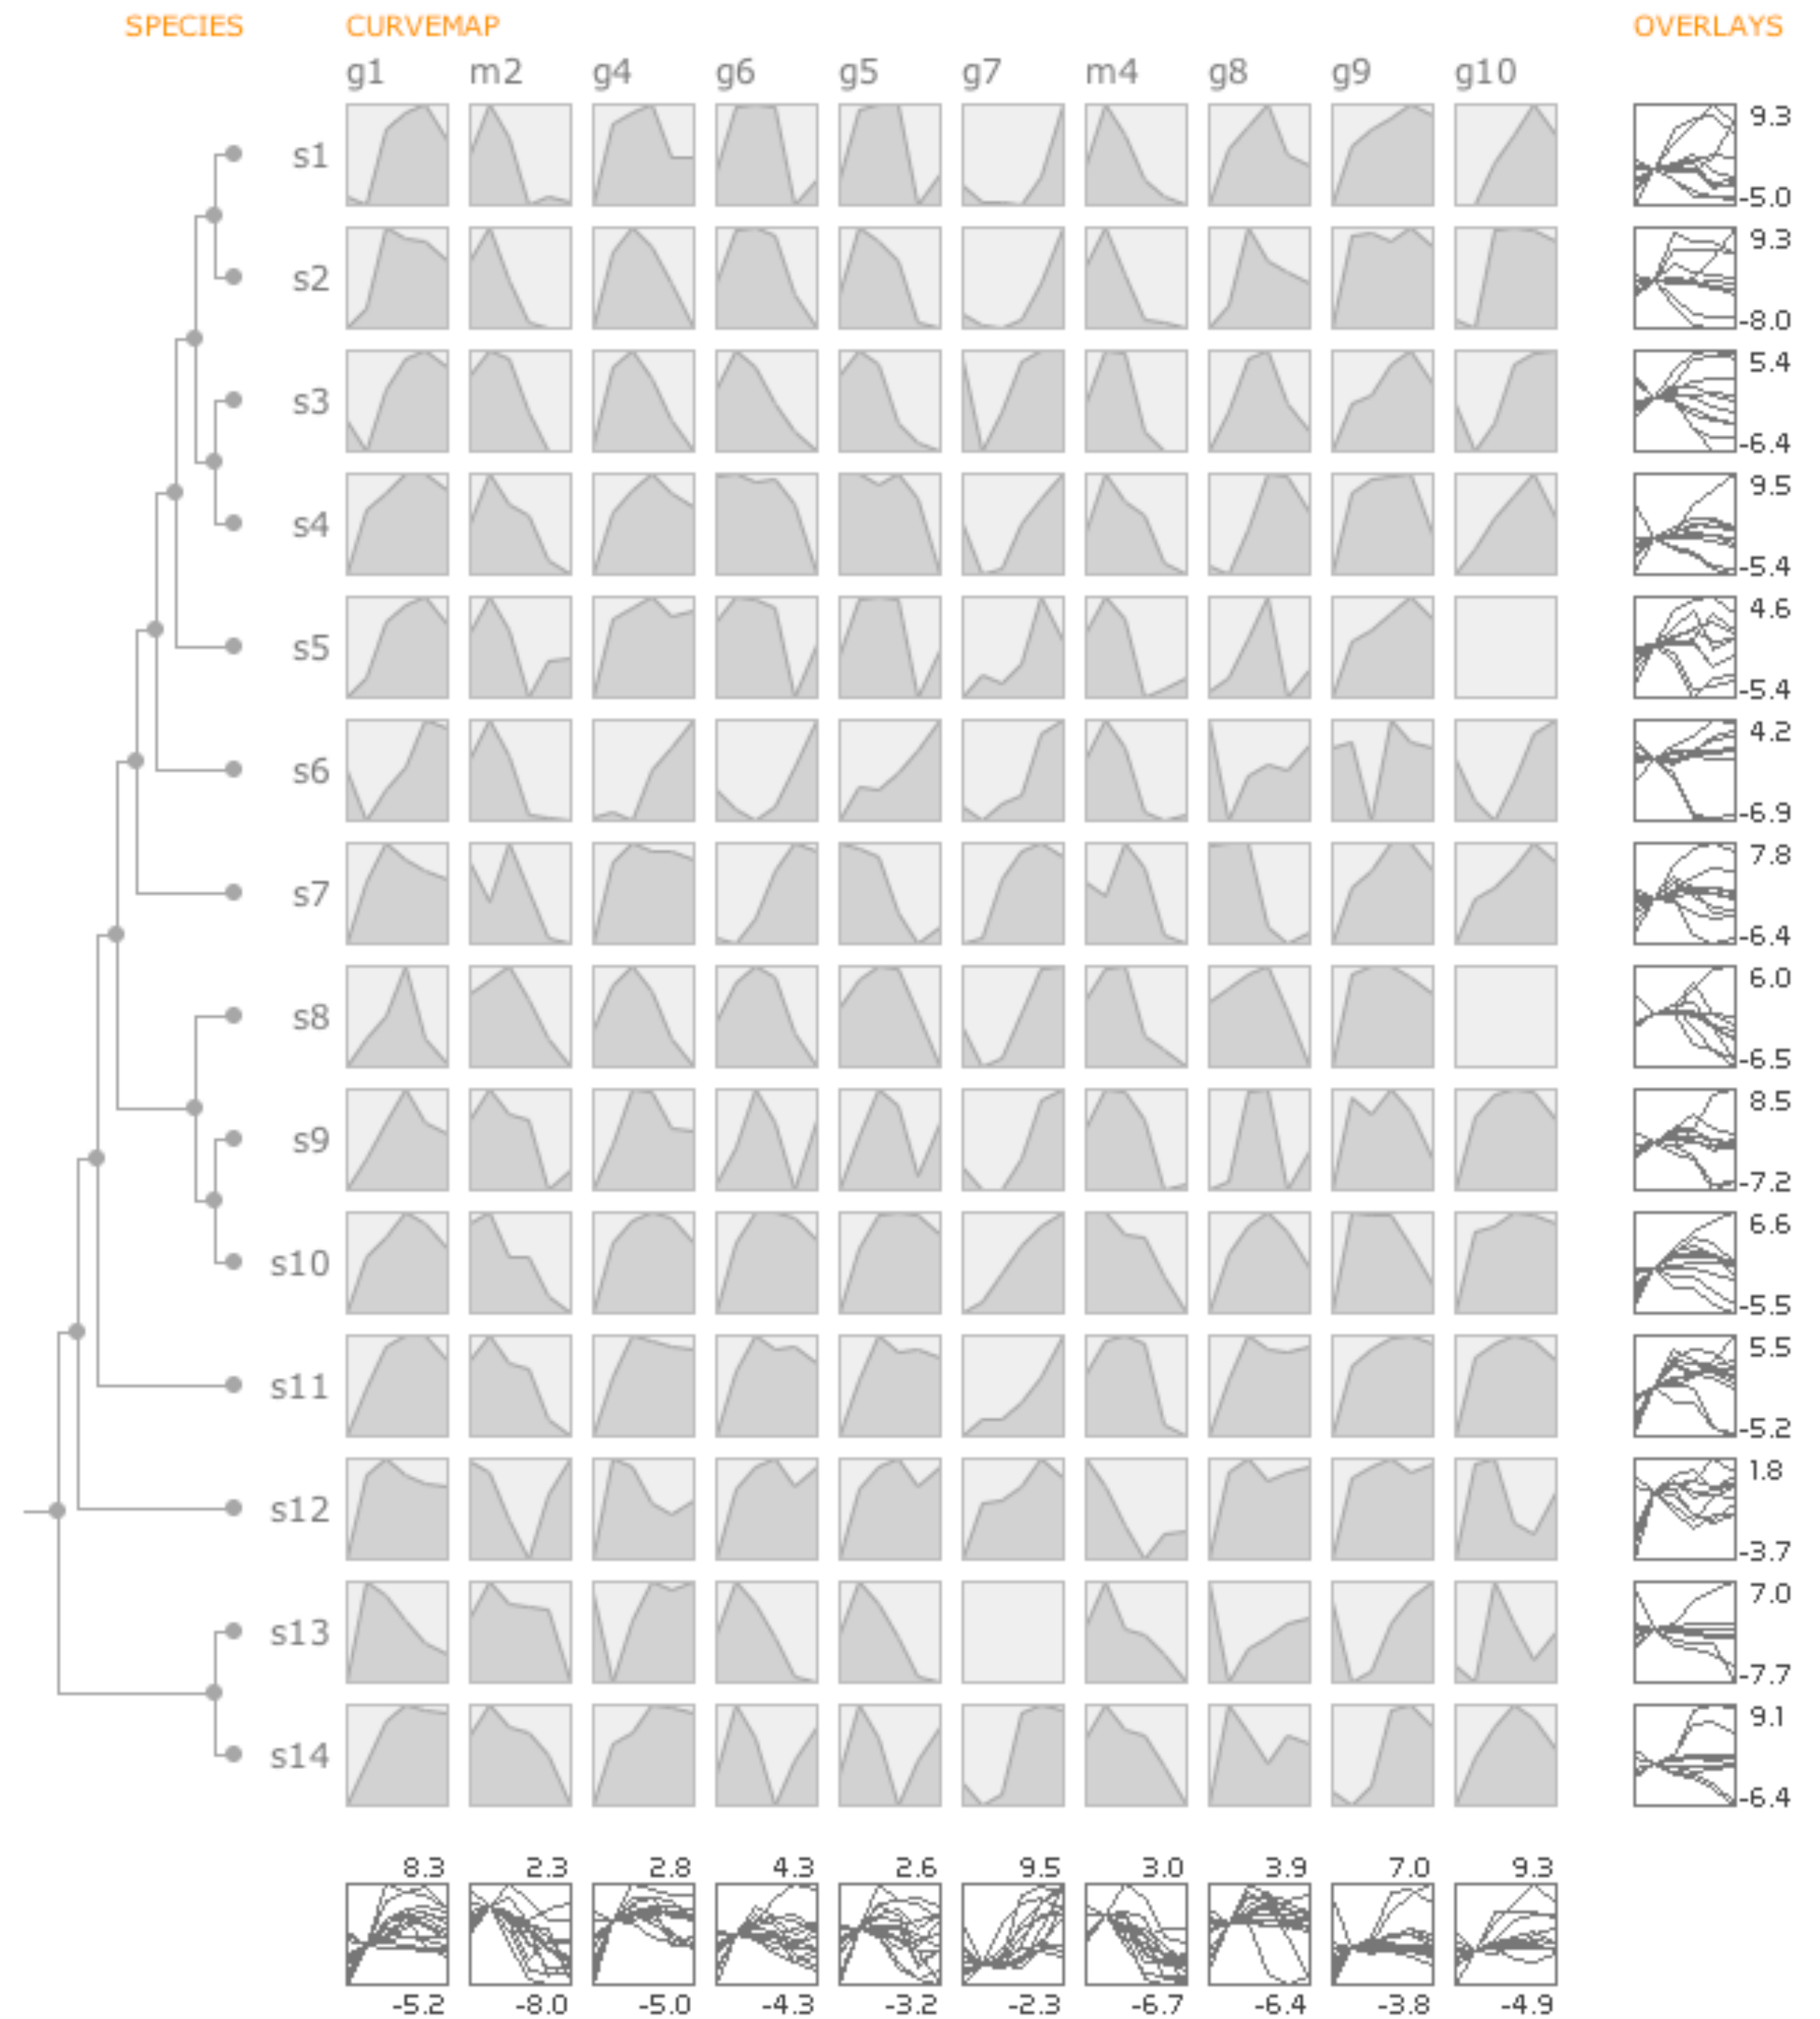 SPECIES CURVEMAP OVERLAYS
g1 m2 g4 g6 g5 g7 m4 g8 g9 g10
s1 9.3
-5.0
s2 9.3
-8.0
s3 5.4
-6.4
s4 9.5
-5.4
s5 4.6
-5.4
s6 4.2
-6.9
s7 7.8
-6.4
s8 6.0
-6.5
s9 8.5
-7.2
s10 6.6
-5.5
s11 5.5
-5.2
s12 1.8
-3.7
s13 7.0
-7.7
s14 9.1
-6.4
8.3 2.3 2.8 4.3 2.6 9.5 3.0 3.9 7.0 9.3
-5.2 -8.0 -5.0 -4.3 -3.2 -2.3 -6.7 -6.4 -3.8 -4.9